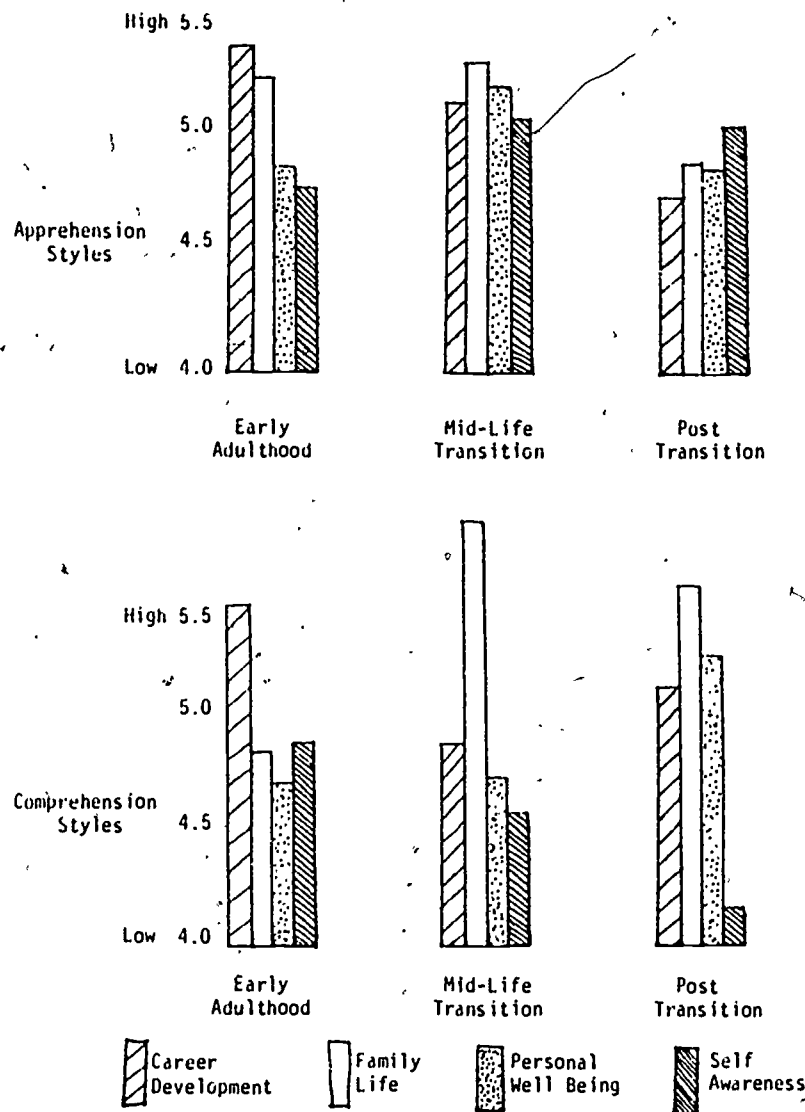 High 5.5
5.0
Apprehension
Styles
4.5
Low 4.0
Early
Adulthood
Mid-Life
Transition
Post
Transition
High 5.5
5.0
Comprehension
Styles
4.5
Low 4.0
Early
Adulthood
Mid-Life
Transition
Post
Transition
Career
Development
Family
Life
Personal
Well Being
Self
Awareness